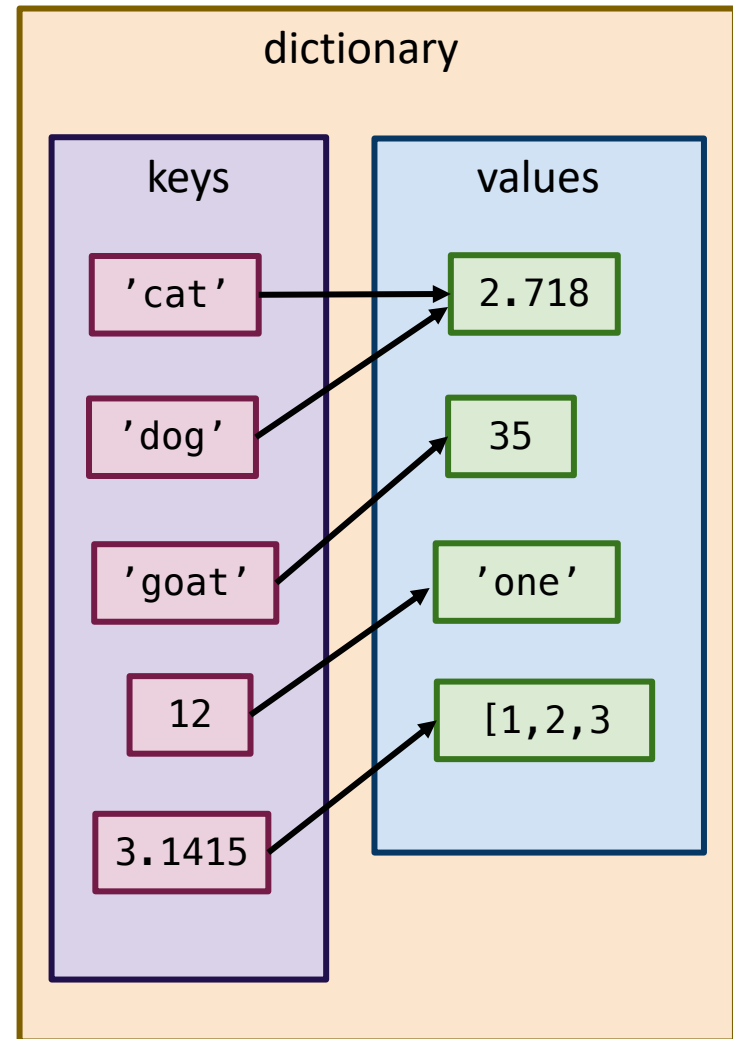 dictionary
keys
values
’cat’
2.718
’dog’
35
’goat’
’one’
12
[1,2,3
3.1415